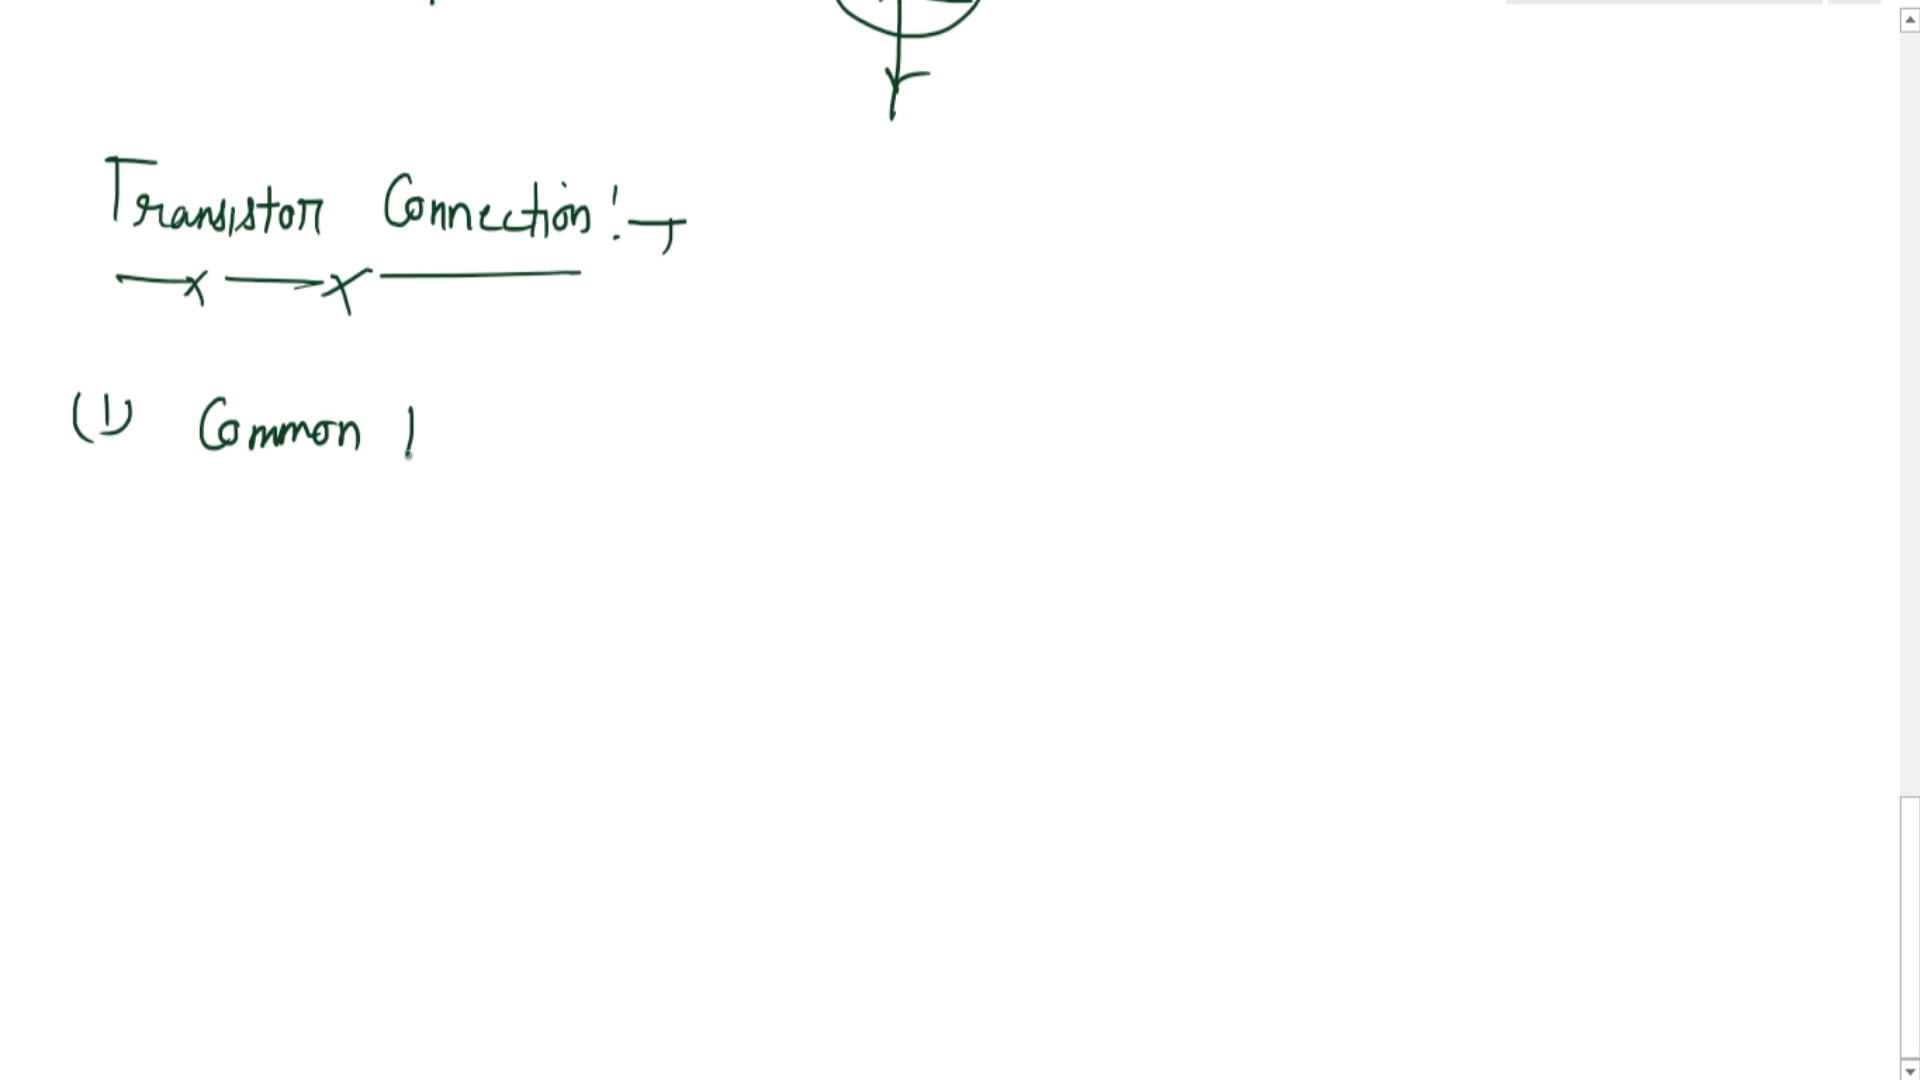 Transistor Connection :→
(1) Common